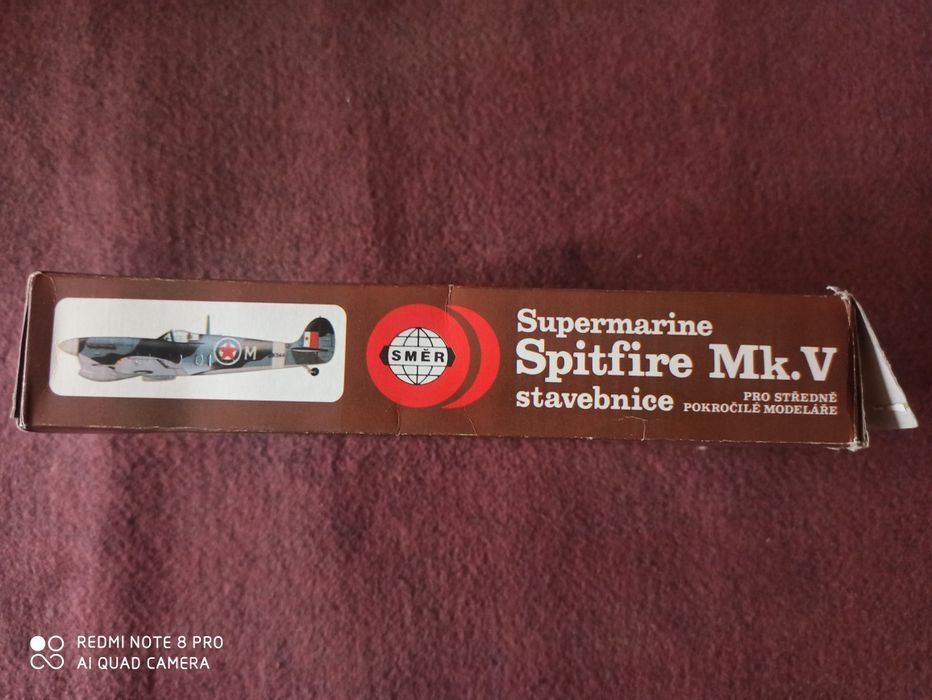 SMĚR
Supermarine
Spitfire Mk.V
stavebnice
PRO STŘEDNĚ
POKROČILÉ MODELÁŘE
M
REDMI NOTE 8 PRO
AI QUAD CAMERA